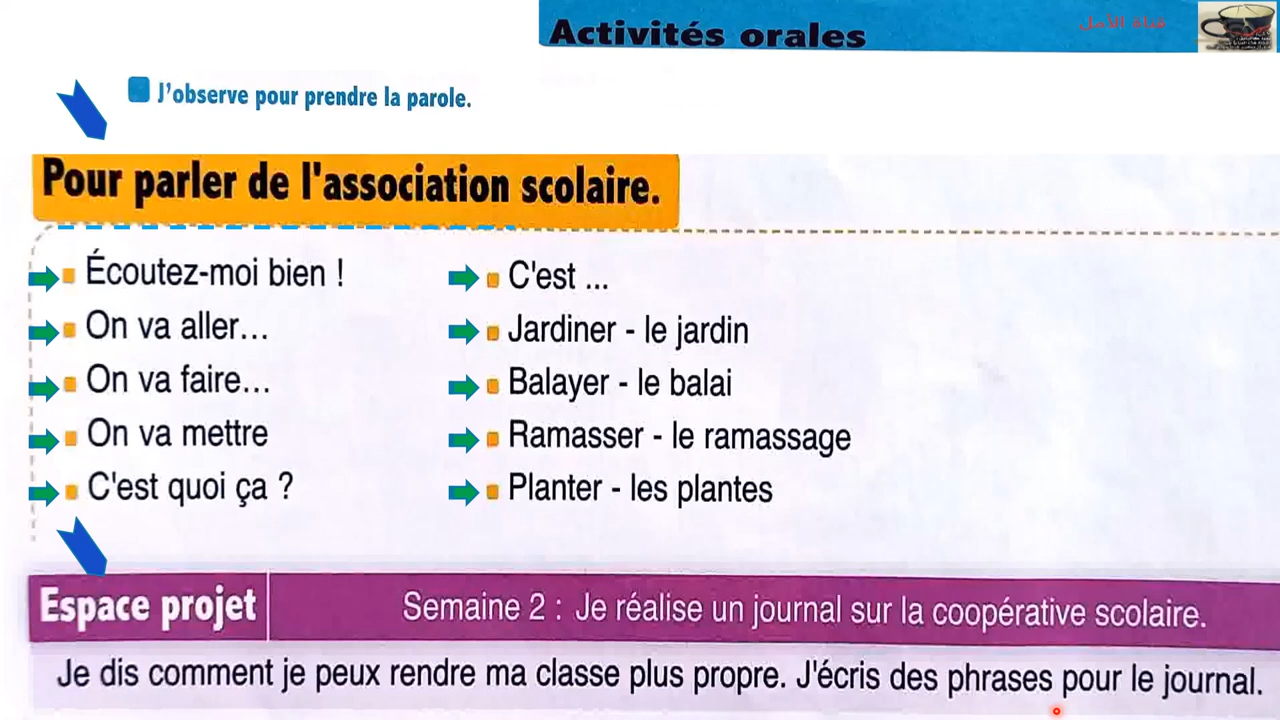 Activités orales
قناة الأمل
J'observe pour prendre la parole.
Pour parler de l'association scolaire.
Écoutez-moi bien !
On va aller...
On va faire...
On va mettre
C'est quoi ça ?
C'est ...
Jardiner - le jardin
Balayer - le balai
Ramasser - le ramassage
Planter - les plantes
Espace projet
Semaine 2 : Je réalise un journal sur la coopérative scolaire.
Je dis comment je peux rendre ma classe plus propre. J'écris des phrases pour le journal.